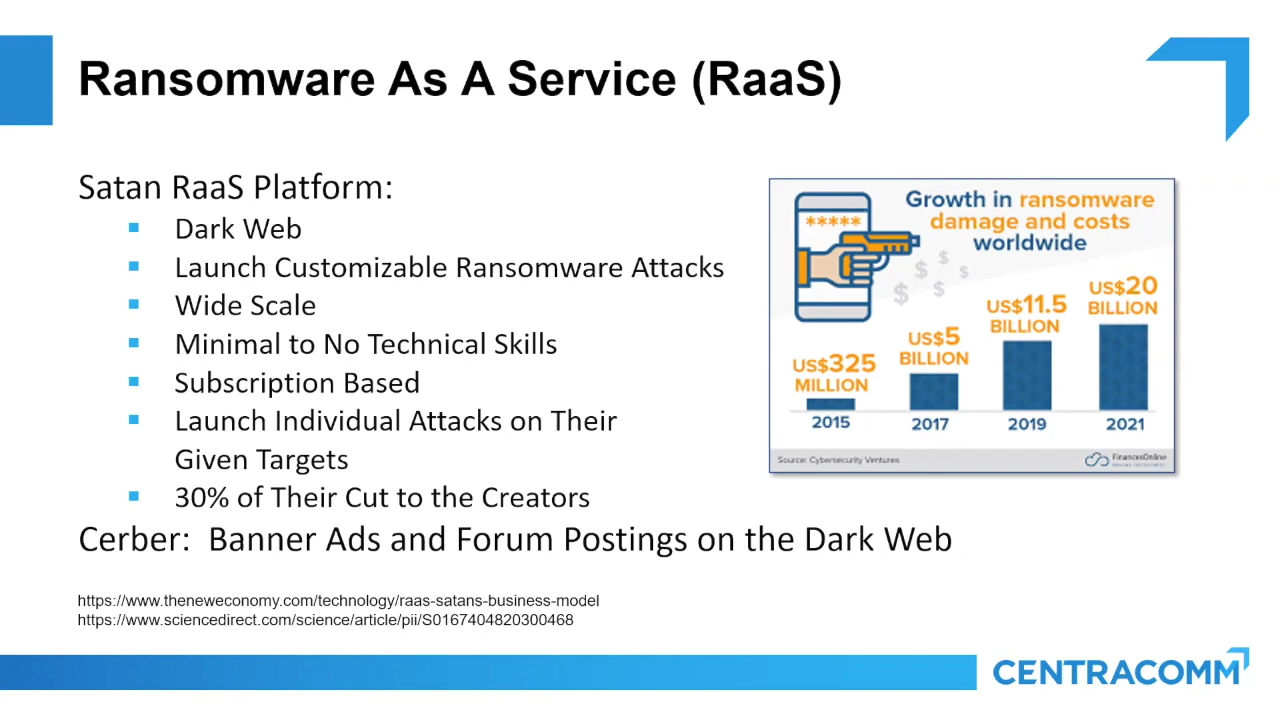 Ransomware As A Service (RaaS)
Satan RaaS Platform:
Dark Web
Launch Customizable Ransomware Attacks
Wide Scale
Minimal to No Technical Skills
Subscription Based
Launch Individual Attacks on Their
Given Targets
30% of Their Cut to the Creators
Cerber: Banner Ads and Forum Postings on the Dark Web
*****
Growth in ransomware
damage and costs
worldwide
$ $ $ $ $
US$325
MILLION
US$5
BILLION
US$11.5
BILLION
US$20
BILLION
2015 2017 2019 2021
Source: Cybersecurity Ventures
FinancesOnline
https://www.theneweconomy.com/technology/raas-satans-business-model
https://www.sciencedirect.com/science/article/pii/S0167404820300468
CENTRACOMM